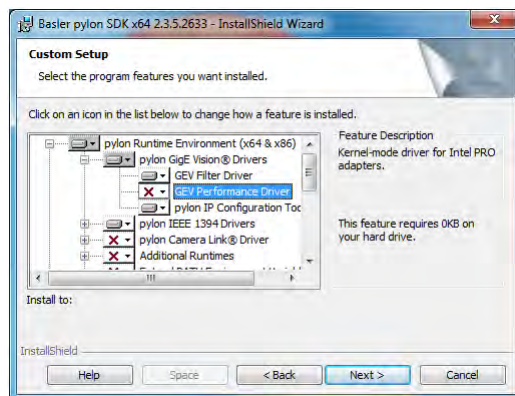 Basler pylon SDK x64 2.3.5.2633 - InstallShield Wizard
Custom Setup
Select the program features you want installed.
Click on an icon in the list below to change how a feature is installed.
pylon Runtime Environment (x64 & x86)
pylon GigE Vision® Drivers
GEV Filter Driver
GEV Performance Driver
pylon IP Configuration Toc
pylon IEEE 1394 Drivers
pylon Camera Link® Driver
Additional Runtimes
Feature Description
Kernel-mode driver for Intel PRO
adapters.
This feature requires 0KB on
your hard drive.
Install to:
InstallShield
Help
Space
< Back
Next >
Cancel